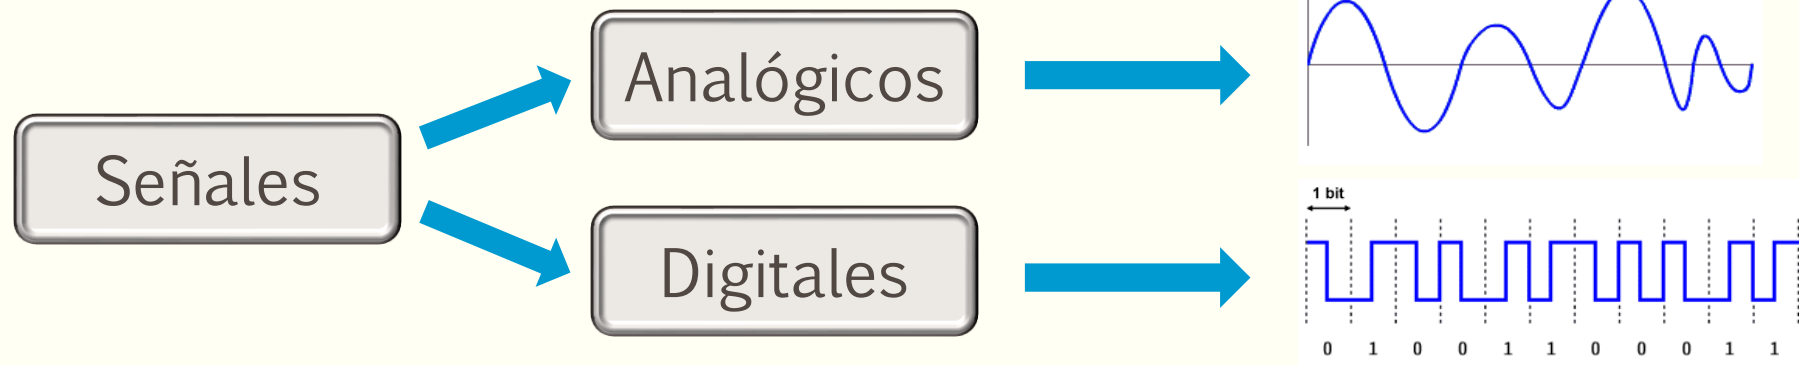 Señales
Analógicos
Digitales
1 bit
0 1 0 0 1 1 0 0 0 1 1